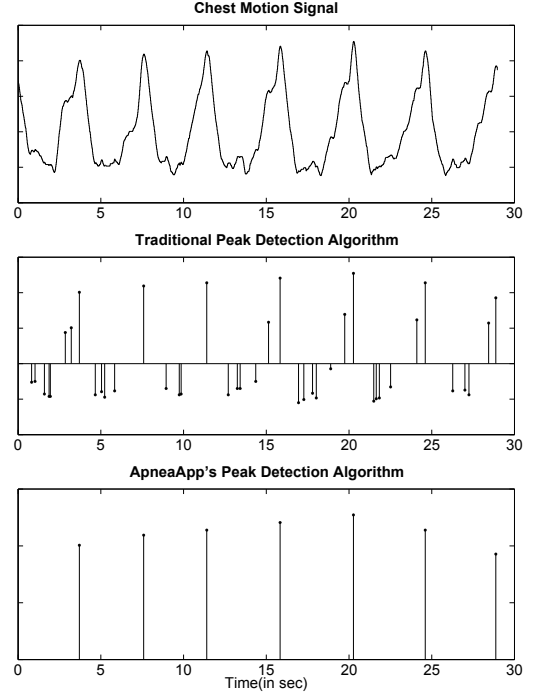 Chest Motion Signal
0 5 10 15 20 25 30
Traditional Peak Detection Algorithm
0 5 10 15 20 25 30
ApneaApp's Peak Detection Algorithm
0 5 10 15 20 25 30
Time(in sec)